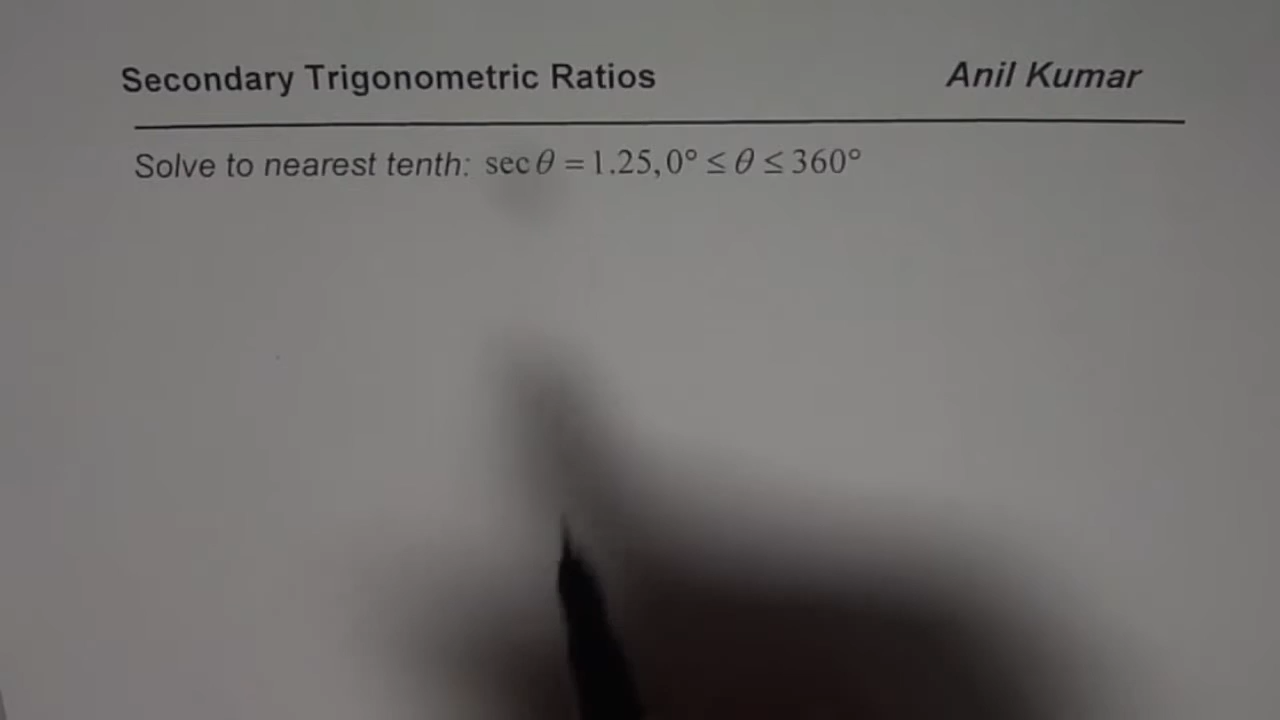 Secondary Trigonometric Ratios Anil Kumar
Solve to nearest tenth: sec θ = 1.25, 0° ≤ θ ≤ 360°